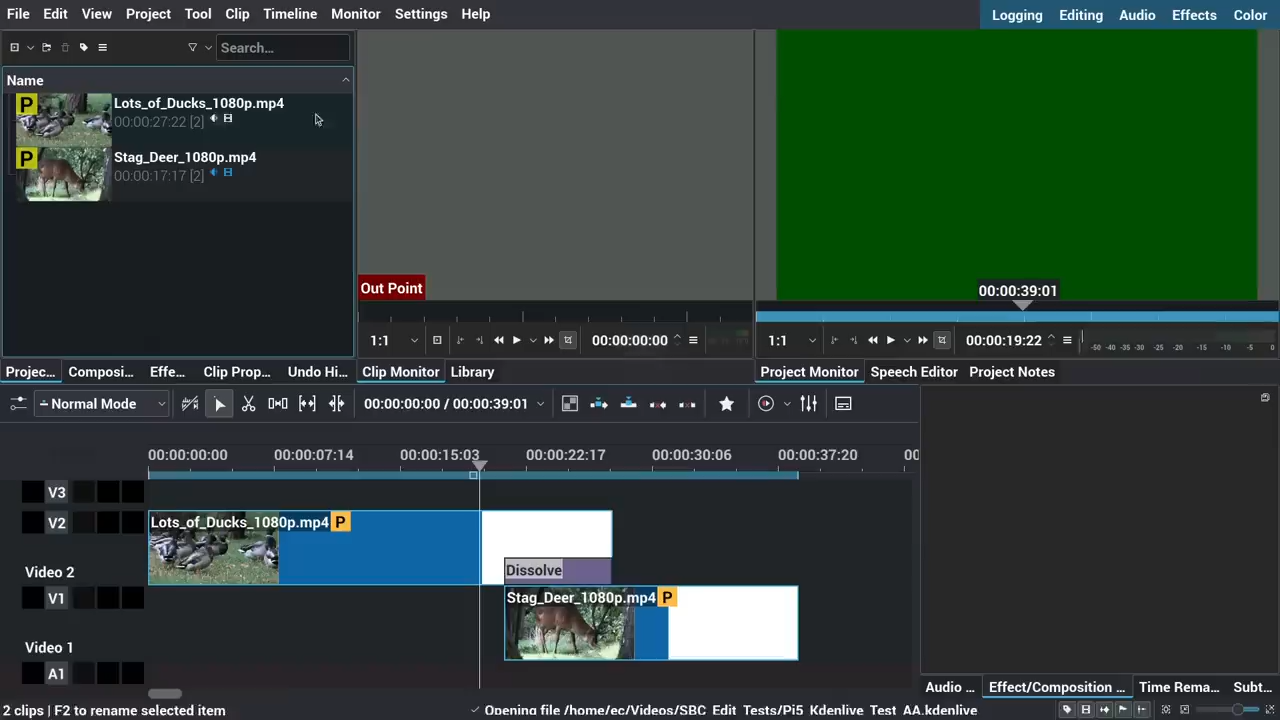 File Edit View Project Tool Clip Timeline Monitor Settings Help
Logging Editing Audio Effects Color
Search...
Name
P Lots_of_Ducks_1080p.mp4
00:00:27:22 [2]
P Stag_Deer_1080p.mp4
00:00:17:17 [2]
Out Point
00:00:39:01
1:1 00:00:00:00
1:1 00:00:19:22 -50 -40 -35 -30 -25 -20 -15 -10 -5 0
Projec... Composi... Effe... Clip Prop... Undo Hi... Clip Monitor Library Project Monitor Speech Editor Project Notes
Normal Mode 00:00:00:00 / 00:00:39:01
00:00:00:00 00:00:07:14 00:00:15:03 00:00:22:17 00:00:30:06 00:00:37:20 00
V3
V2 Lots_of_Ducks_1080p.mp4 P
Video 2 Dissolve
V1 Stag_Deer_1080p.mp4 P
Video 1
A1
Audio ... Effect/Composition ... Time Rema... Subt...
2 clips | F2 to rename selected item Opening file /home/ec/Videos/SBC_Edit_Tests/Pi5_Kdenlive_Test_AA.kdenlive